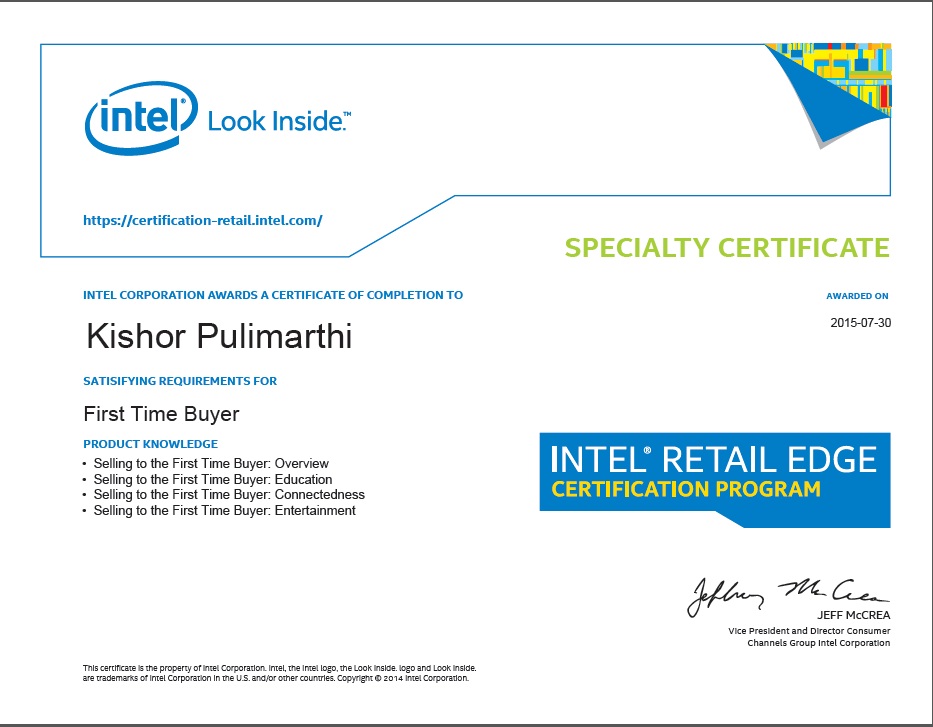 intel® Look Inside.™
https://certification-retail.intel.com/
SPECIALTY CERTIFICATE
INTEL CORPORATION AWARDS A CERTIFICATE OF COMPLETION TO
AWARDED ON
Kishor Pulimarthi
2015-07-30
SATISIFYING REQUIREMENTS FOR
First Time Buyer
PRODUCT KNOWLEDGE
• Selling to the First Time Buyer: Overview
• Selling to the First Time Buyer: Education
• Selling to the First Time Buyer: Connectedness
• Selling to the First Time Buyer: Entertainment
INTEL® RETAIL EDGE
CERTIFICATION PROGRAM
Jeffrey McCrea
JEFF McCREA
Vice President and Director Consumer
Channels Group Intel Corporation
This certificate is the property of Intel Corporation. Intel, the Intel logo, the Look Inside. logo and Look Inside.
are trademarks of Intel Corporation in the U.S. and/or other countries. Copyright © 2014 Intel Corporation.